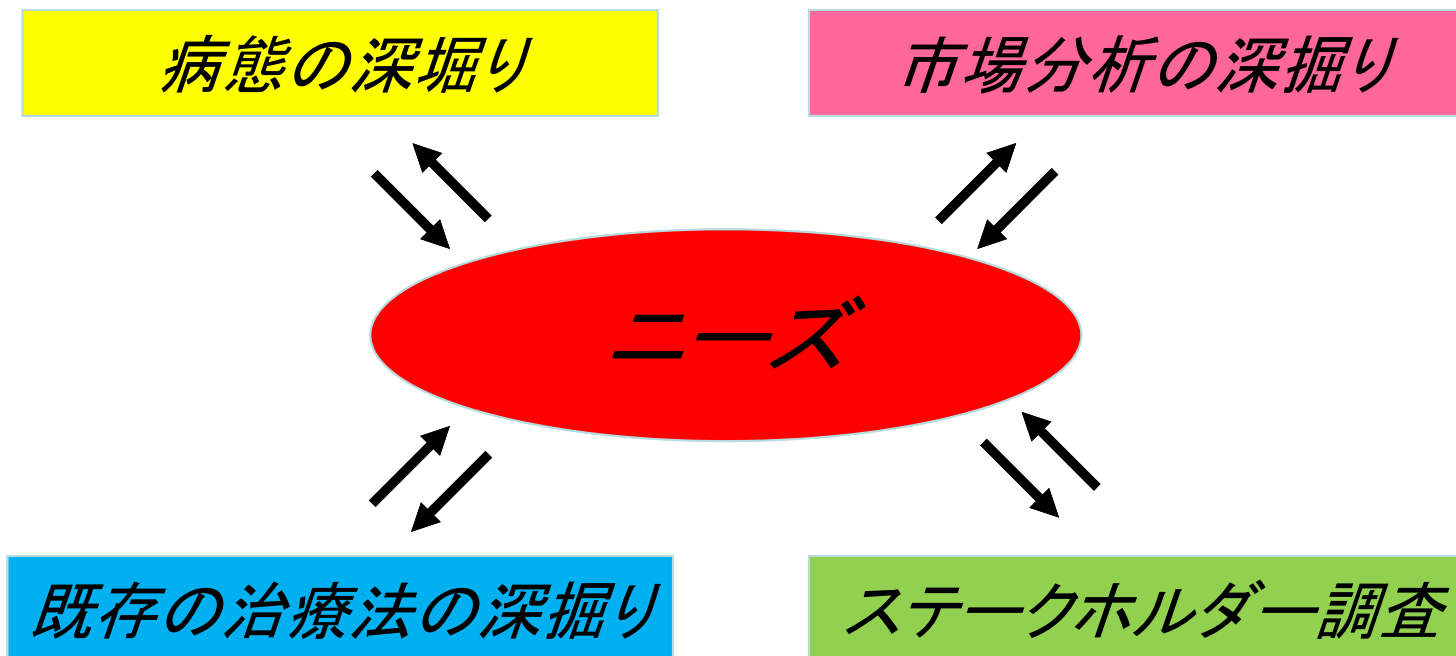 病態の深堀り
市場分析の深掘り
ニーズ
既存の治療法の深掘り
ステークホルダー調査